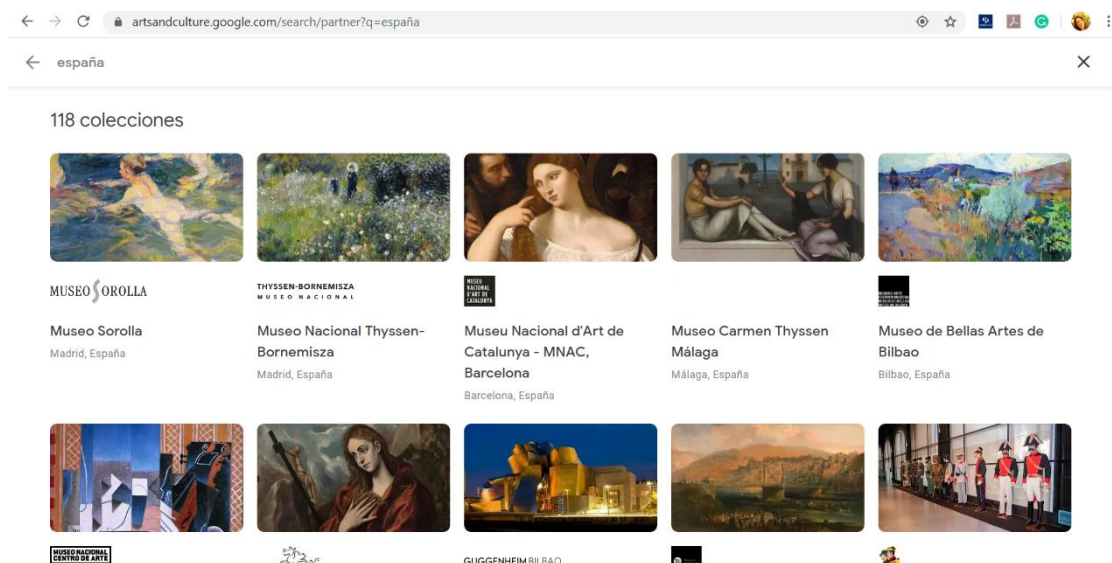 artsandculture.google.com/search/partner?q=españa
españa
118 colecciones
MUSEO SOROLLA
Museo Sorolla
Madrid, España
THYSSEN-BORNEMISZA
MUSEO NACIONAL
Museo Nacional Thyssen-
Bornemisza
Madrid, España
MUSEU
NACIONAL
D'ART DE
CATALUNYA
Museu Nacional d'Art de
Catalunya - MNAC,
Barcelona
Barcelona, España
Museo Carmen Thyssen
Málaga
Málaga, España
Museo de Bellas Artes de
Bilbao
Bilbao, España
MUSEO NACIONAL
CENTRO DE ARTE
GUGGENHEIM BILBAO